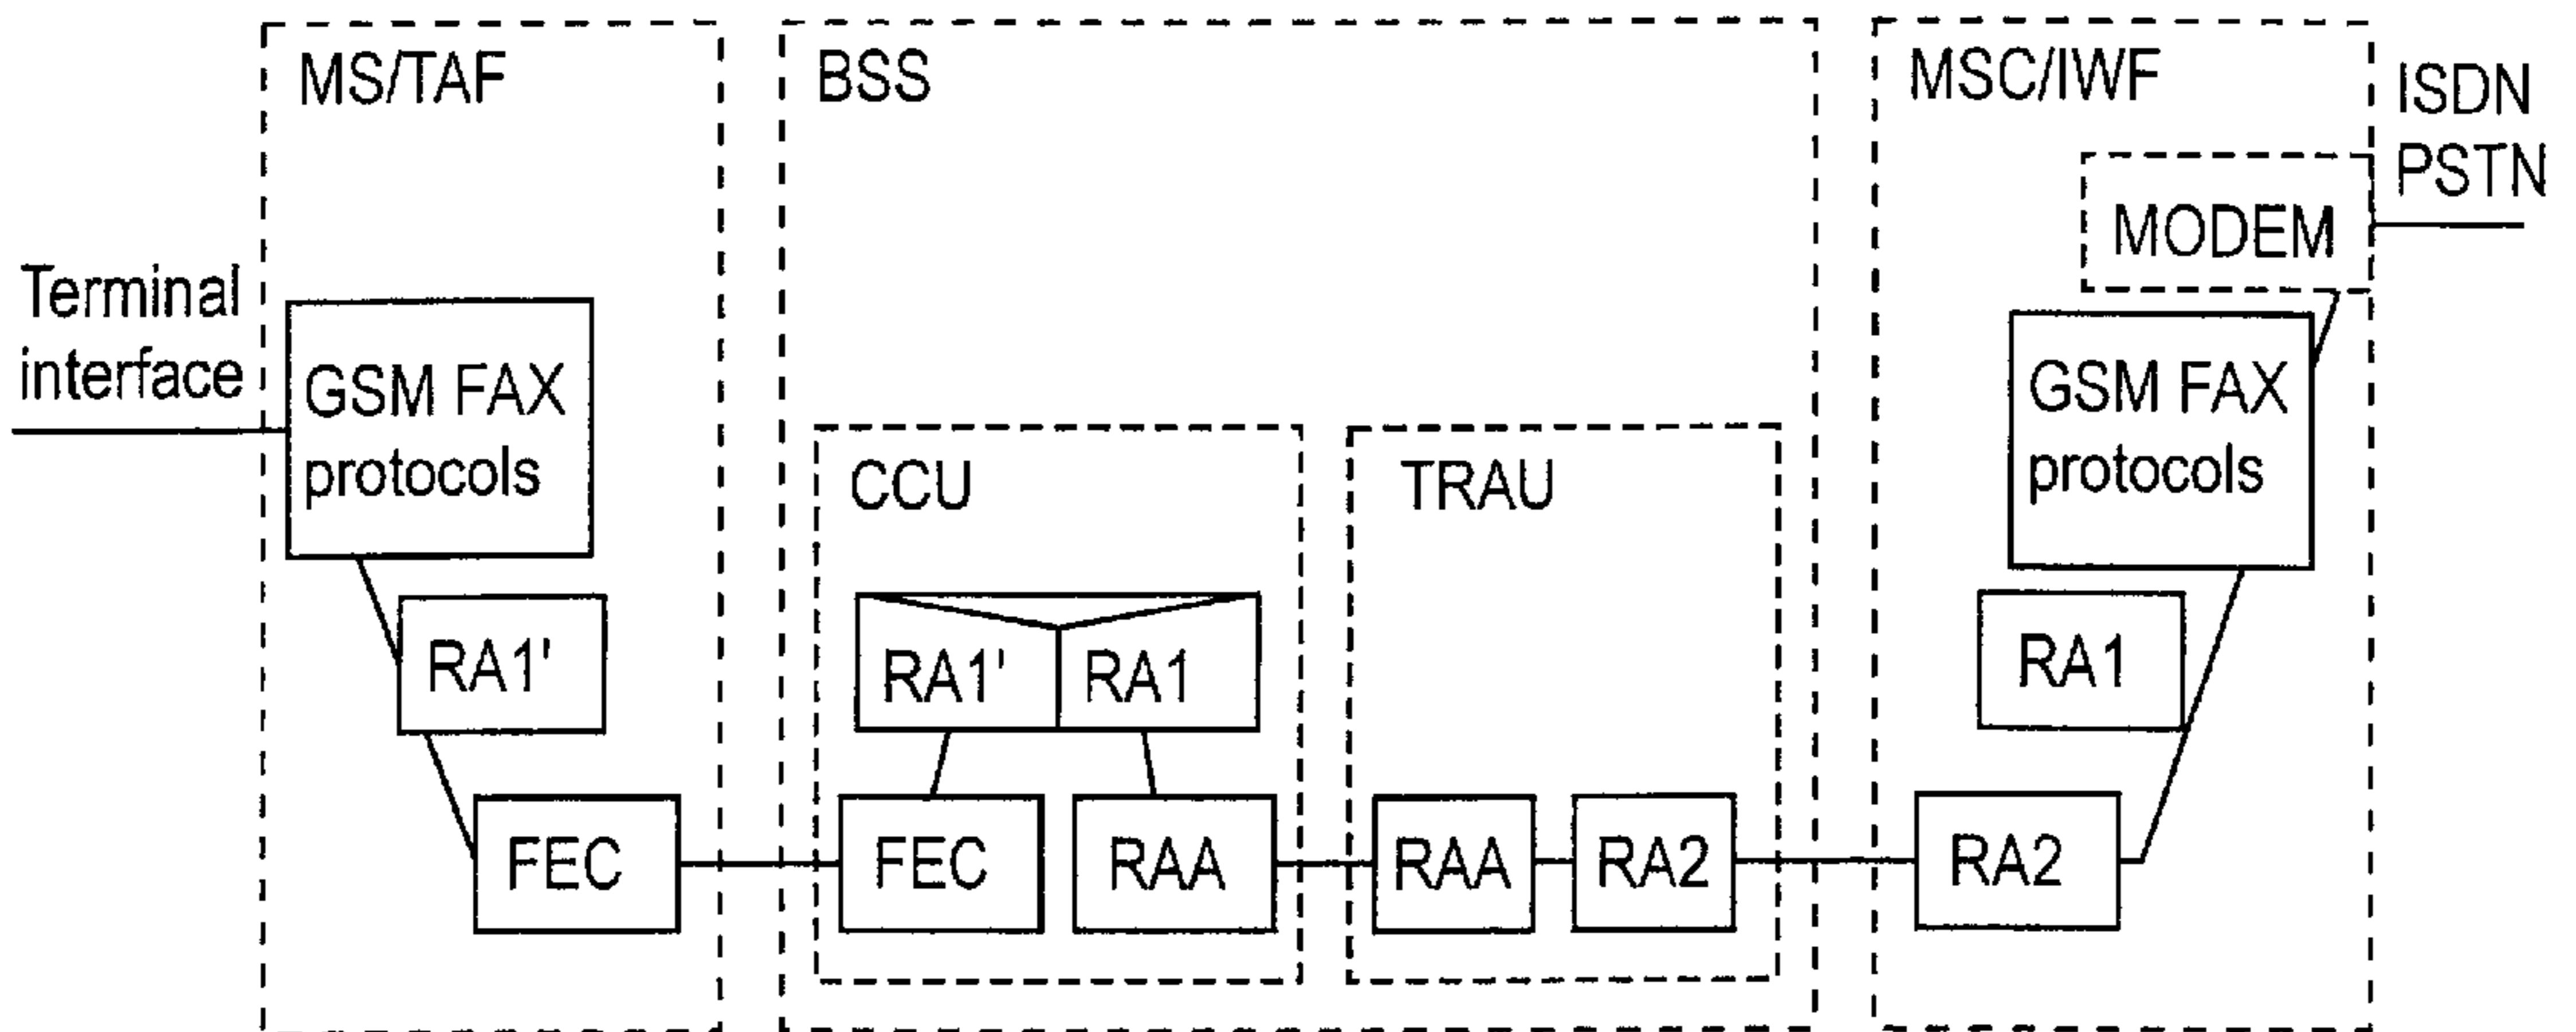 MS/TAF
BSS
MSC/IWF
ISDN
PSTN
MODEM
Terminal
interface
GSM FAX
protocols
GSM FAX
protocols
CCU
TRAU
RA1'
RA1'
RA1
RA1
FEC
FEC
RAA
RAA
RA2
RA2